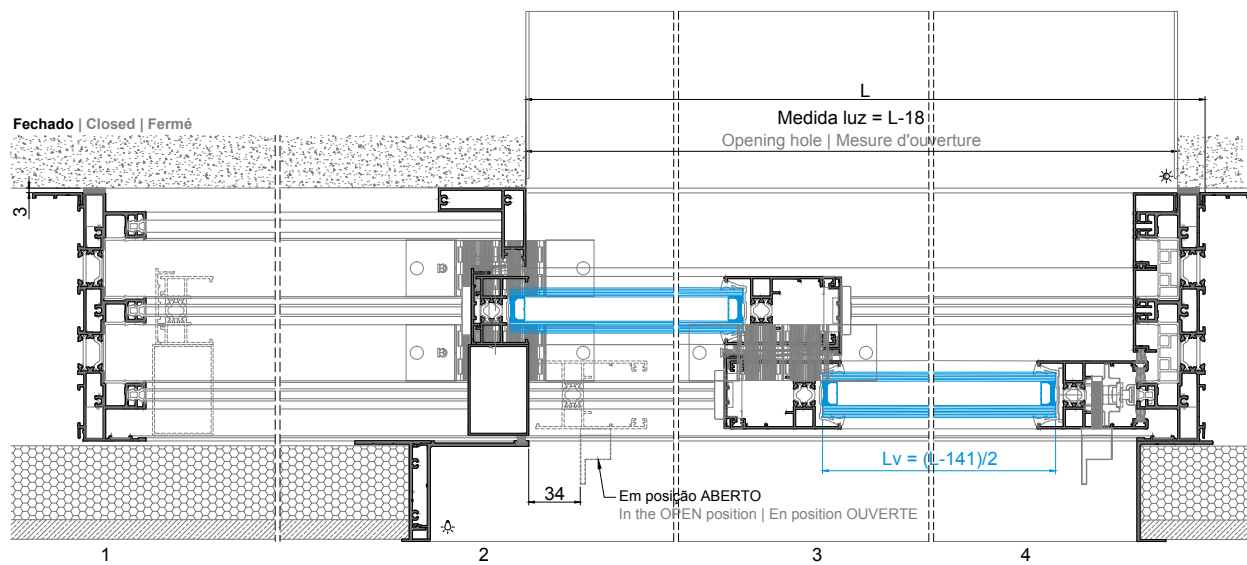 L
Medida luz = L-18
Opening hole | Mesure d'ouverture
Fechado | Closed | Fermé
3
Lv = (L-141)/2
34
Em posição ABERTO
In the OPEN position | En position OUVERTE
1
2
3
4